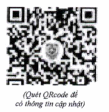 (Quét QRcode để
có thông tin cập nhật)